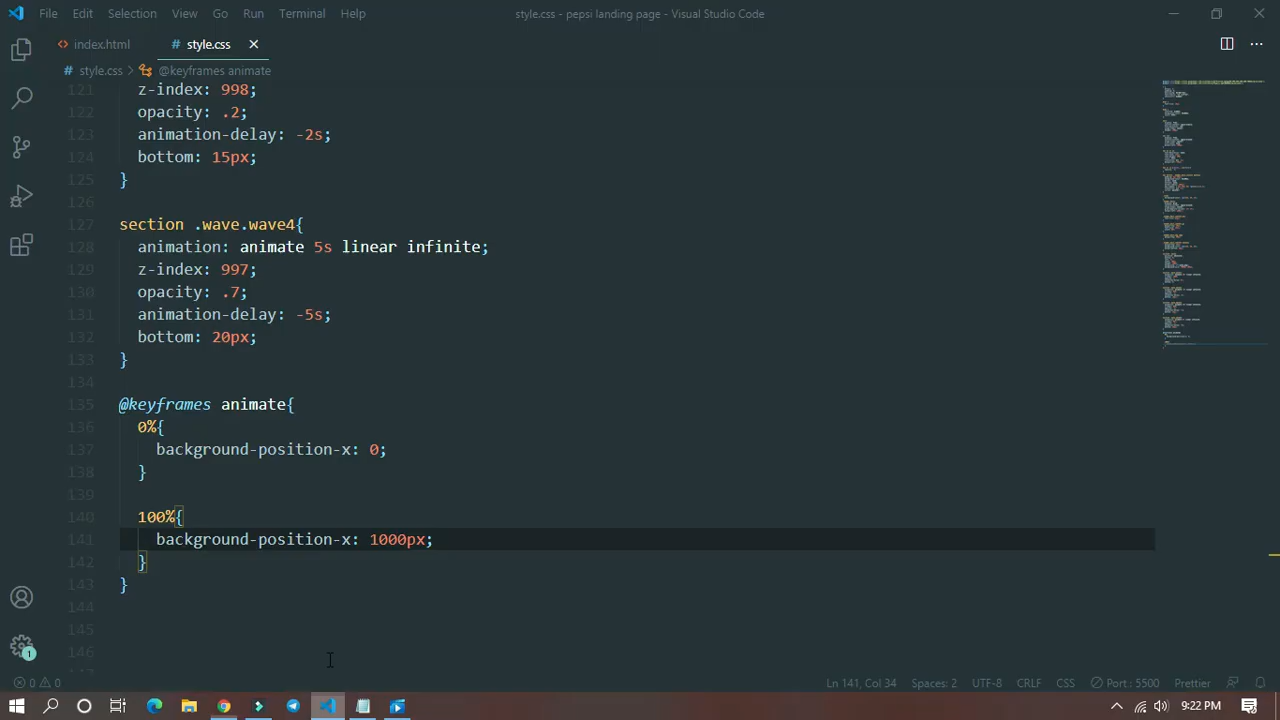 File Edit Selection View Go Run Terminal Help style.css - pepsi landing page - Visual Studio Code
index.html # style.css
# style.css > @keyframes animate
121 z-index: 998;
122 opacity: .2;
123 animation-delay: -2s;
124 bottom: 15px;
125 }
126
127 section .wave.wave4{
128 animation: animate 5s linear infinite;
129 z-index: 997;
130 opacity: .7;
131 animation-delay: -5s;
132 bottom: 20px;
133 }
134
135 @keyframes animate{
136 0%{
137 background-position-x: 0;
138 }
139
140 100%{
141 background-position-x: 1000px;
142 }
143 }
144
145
146
1
0 0 Ln 141, Col 34 Spaces: 2 UTF-8 CRLF CSS Port : 5500 Prettier
9:22 PM